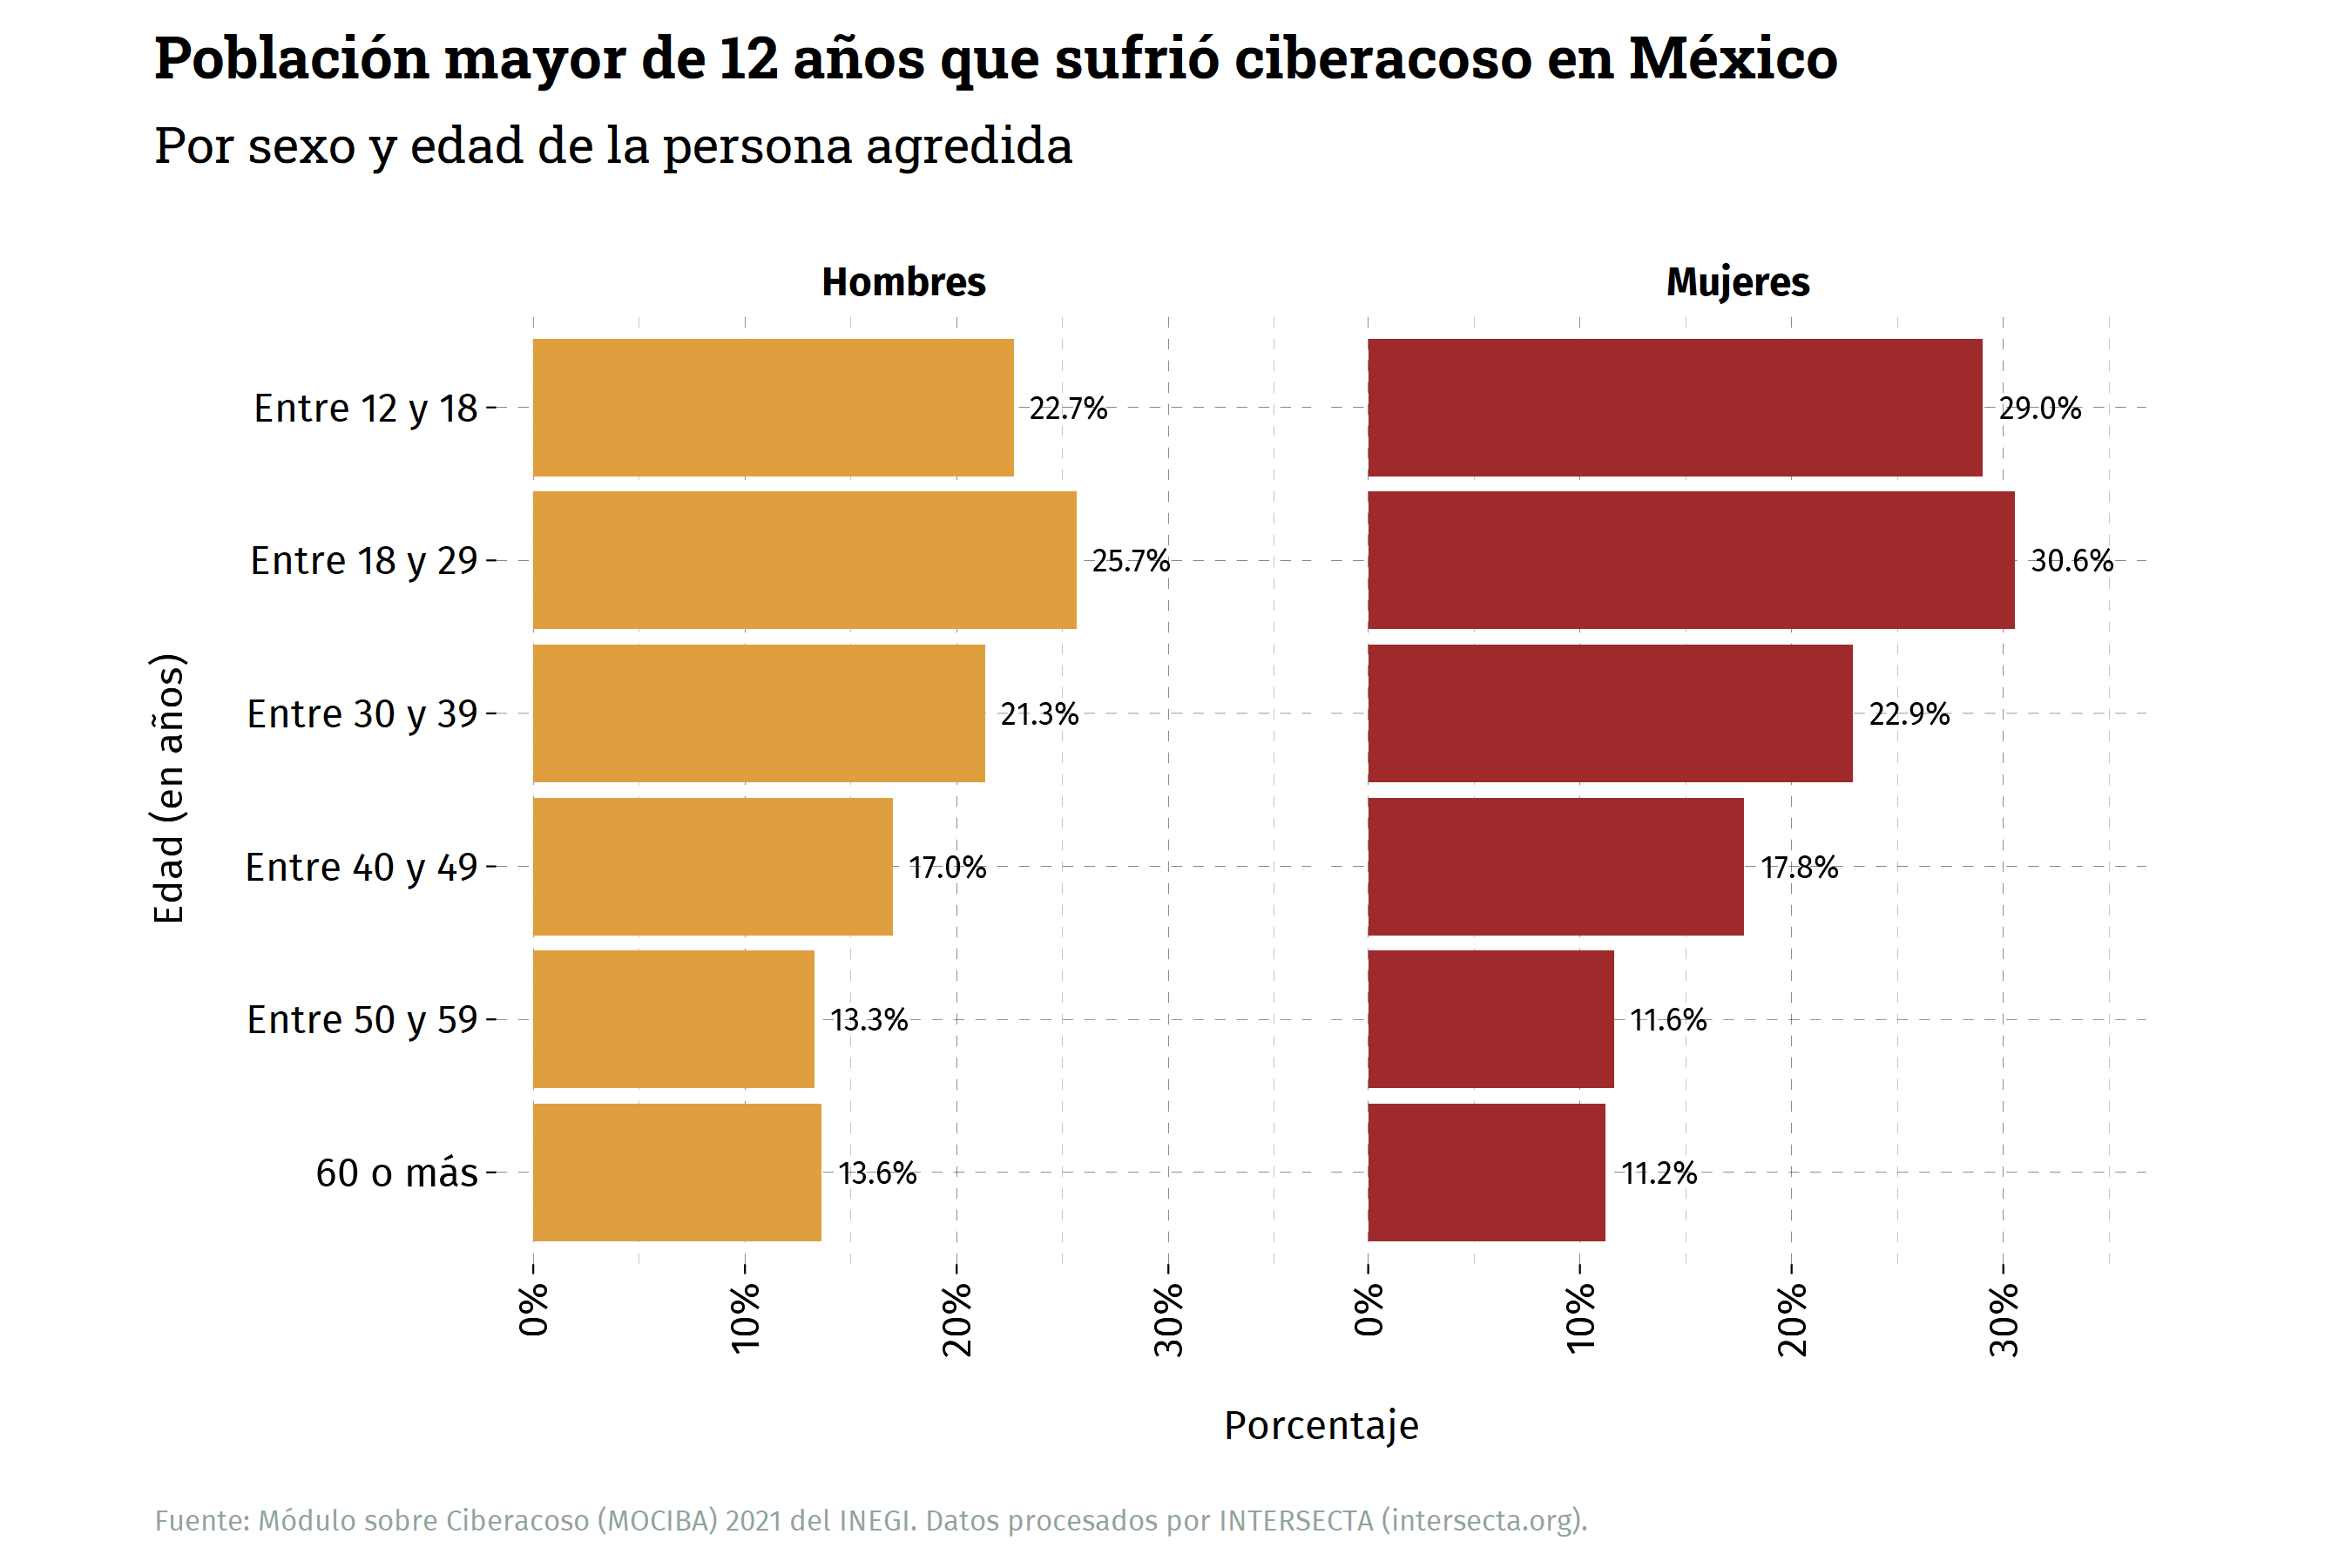 Población mayor de 12 años que sufrió ciberacoso en México
Por sexo y edad de la persona agredida
Hombres
Mujeres
Edad (en años)
Entre 12 y 18
22.7%
29.0%
Entre 18 y 29
25.7%
30.6%
Entre 30 y 39
21.3%
22.9%
Entre 40 y 49
17.0%
17.8%
Entre 50 y 59
13.3%
11.6%
60 o más
13.6%
11.2%
0%
10%
20%
30%
0%
10%
20%
30%
Porcentaje
Fuente: Módulo sobre Ciberacoso (MOCIBA) 2021 del INEGI. Datos procesados por INTERSECTA (intersecta.org).